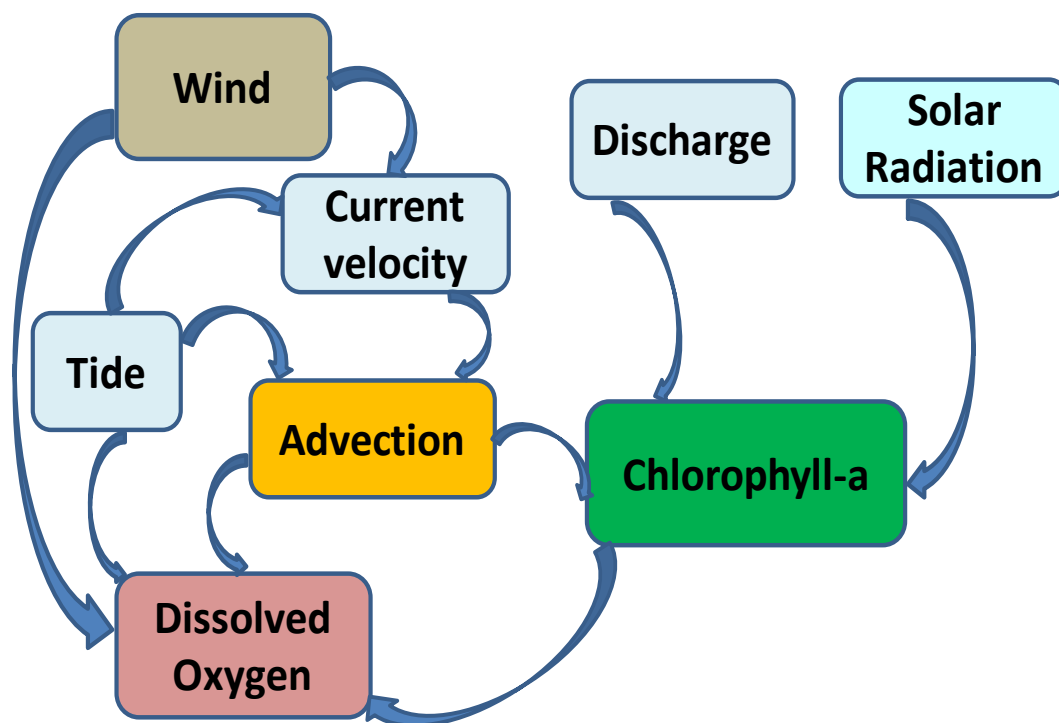 Wind
Discharge
Solar
Radiation
Current
velocity
Tide
Advection
Chlorophyll-a
Dissolved
Oxygen